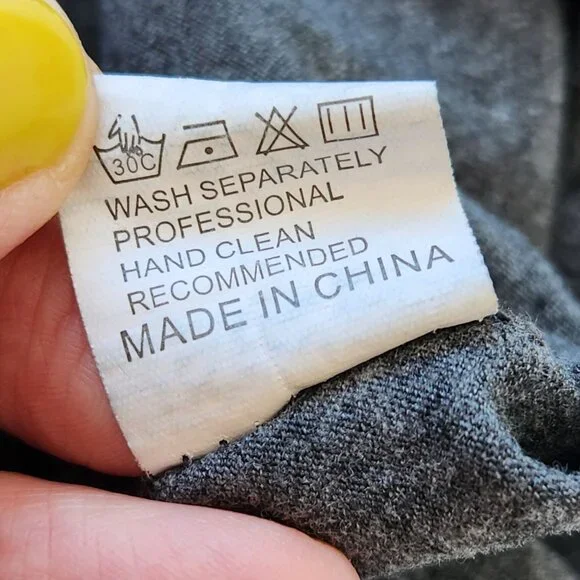 30C
WASH SEPARATELY
PROFESSIONAL
HAND CLEAN
RECOMMENDED
MADE IN CHINA